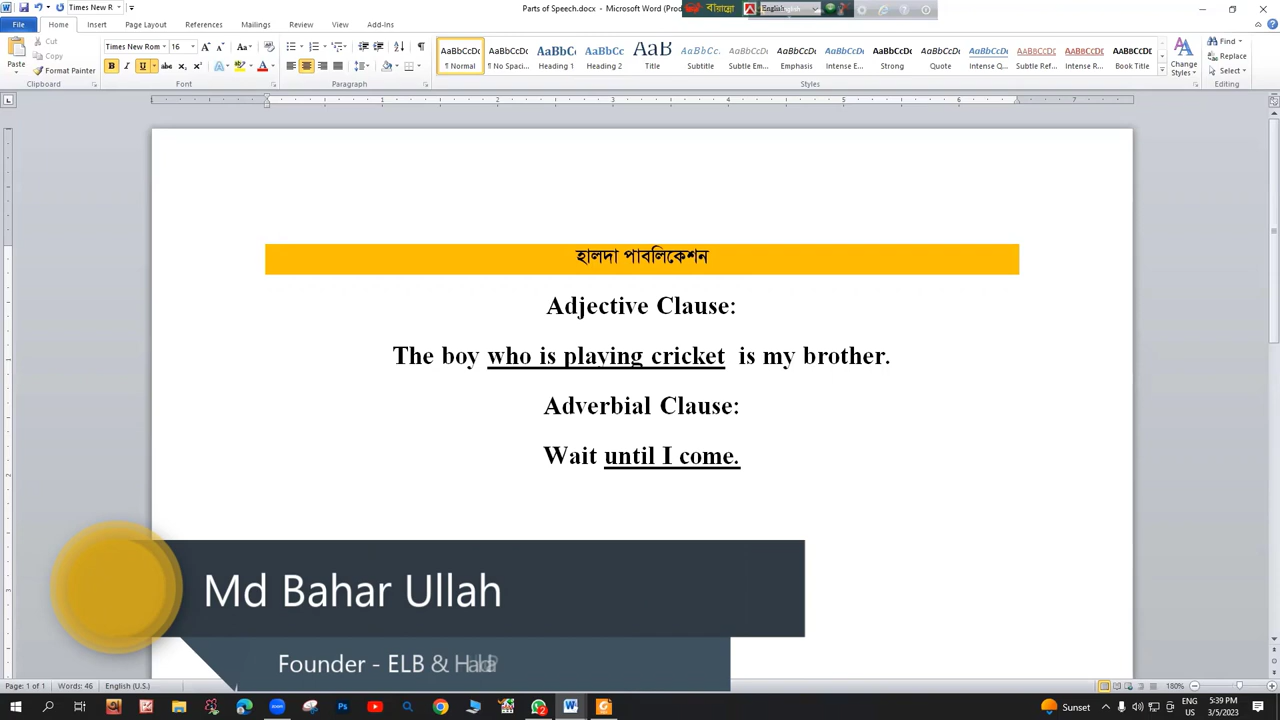 Parts of Speech.docx - Microsoft Word (Prod
বায়ান্নো
English
File
Home
Insert
Page Layout
References
Mailings
Review
View
Add-Ins
Paste
Cut
Copy
Format Painter
Clipboard
Times New Rom
16
Font
Paragraph
AaBbCcDc
¶ Normal
¶ No Spaci...
Heading 1
Heading 2
Title
Subtitle
Subtle Em...
Emphasis
Intense E...
Strong
Quote
Intense Q...
Subtle Ref...
Intense R...
Book Title
Change
Styles
Styles
Find
Replace
Select
Editing
হালদা পাবলিকেশন
Adjective Clause:
The boy who is playing cricket is my brother.
Adverbial Clause:
Wait until I come.
Md Bahar Ullah
Founder - ELB &
Page: 1 of 1
Words: 46
English (U.S.)
180%
Sunset
ENG
US
5:39 PM
3/5/2023